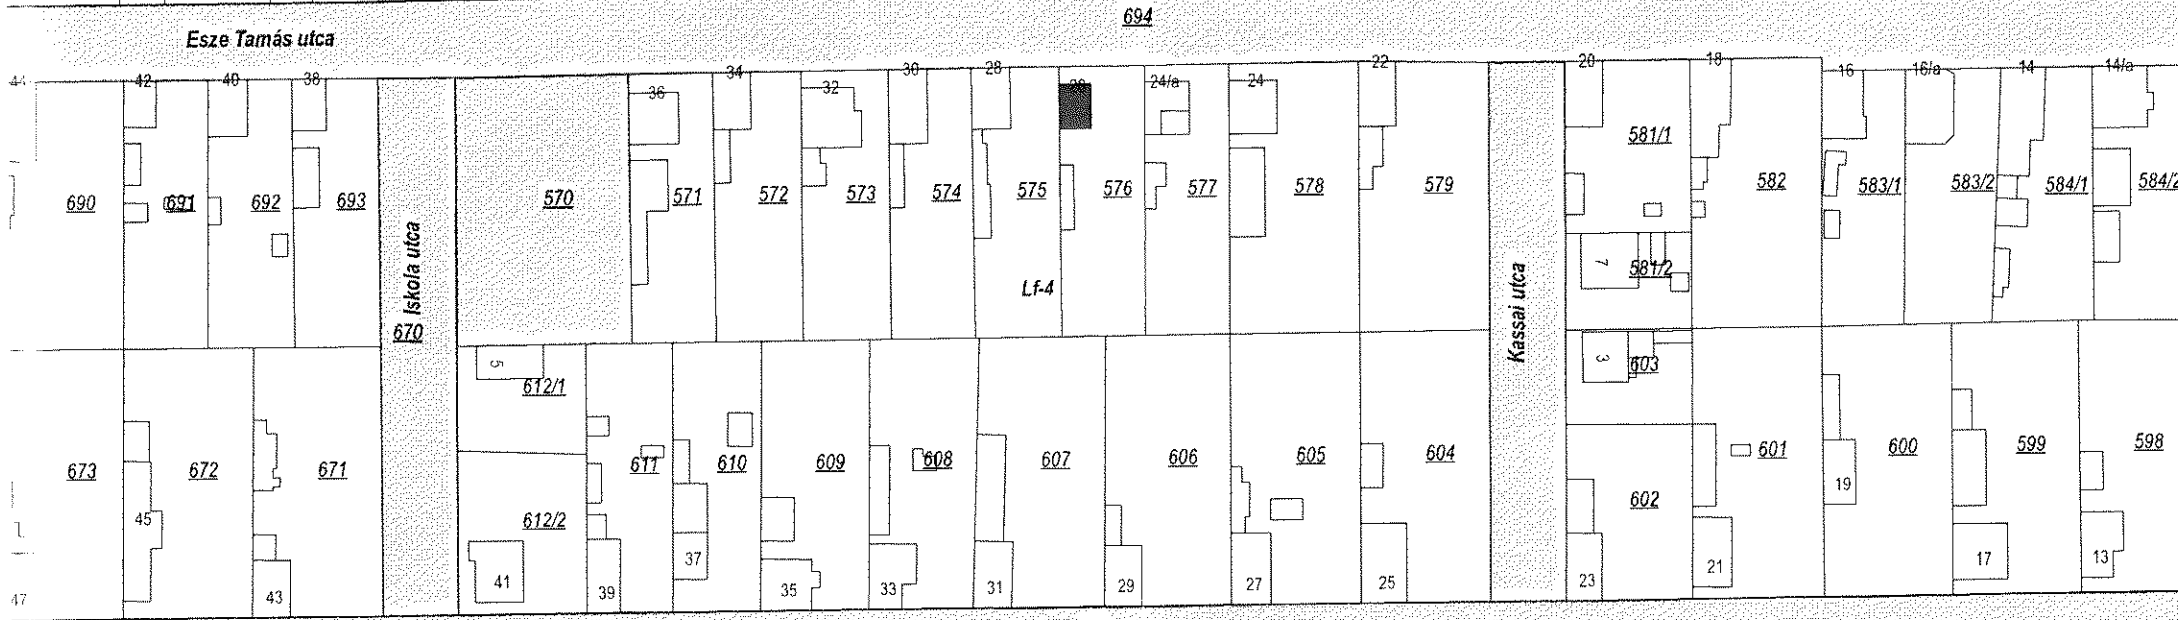 694
Esze Tamás utca
44 42 40 38 36 34 32 30 28 24/a 24 22 20 18 16 16/a 14 14/a
690 691 692 693 570 571 572 573 574 575 576 577 578 579 581/1 582 583/1 583/2 584/1 584/2
Iskola utca
670
Lf-4
Kassai utca
7 581/2
5 612/1
3 603
673 672 671 611 610 609 608 607 606 605 604 602 601 600 599 598
612/2
45 19
47 43 41 39 37 35 33 31 29 27 25 23 21 17 13